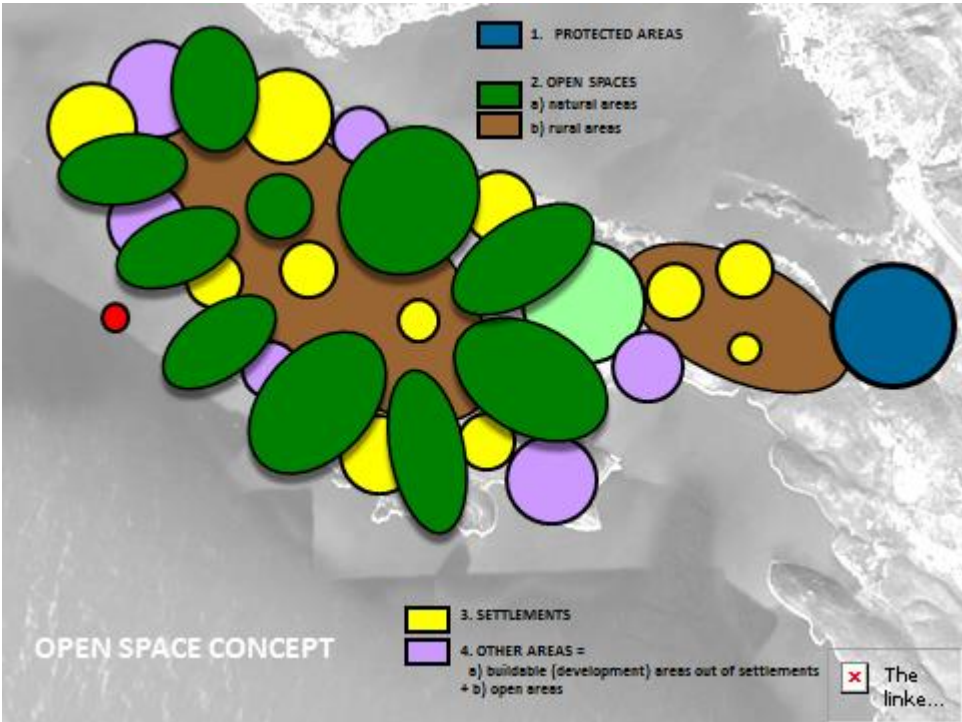 1. PROTECTED AREAS
2. OPEN SPACES
a) natural areas
b) rural areas
3. SETTLEMENTS
4. OTHER AREAS =
a) buildable (development) areas out of settlements
+ b) open areas
OPEN SPACE CONCEPT
The
linke...